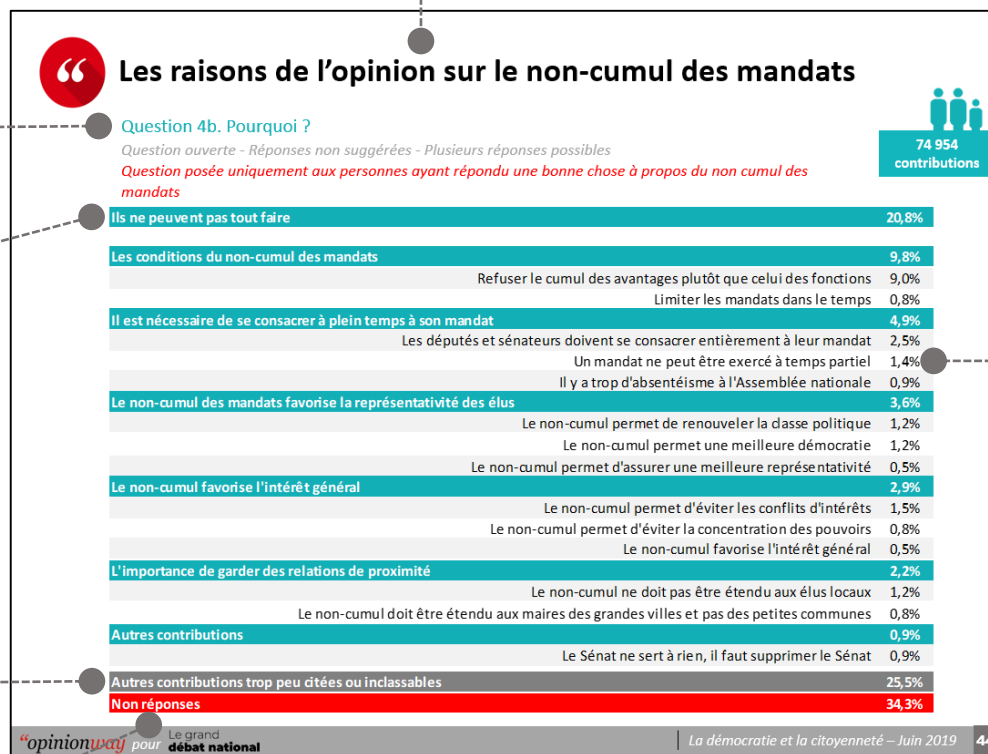 Les raisons de l’opinion sur le non-cumul des mandats
Question 4b. Pourquoi ?
Question ouverte - Réponses non suggérées - Plusieurs réponses possibles
Question posée uniquement aux personnes ayant répondu une bonne chose à propos du non cumul des
mandats
74 954
contributions
Ils ne peuvent pas tout faire 20,8%
Les conditions du non-cumul des mandats 9,8%
Refuser le cumul des avantages plutôt que celui des fonctions 9,0%
Limiter les mandats dans le temps 0,8%
Il est nécessaire de se consacrer à plein temps à son mandat 4,9%
Les députés et sénateurs doivent se consacrer entièrement à leur mandat 2,5%
Un mandat ne peut être exercé à temps partiel 1,4%
Il y a trop d'absentéisme à l'Assemblée nationale 0,9%
Le non-cumul des mandats favorise la représentativité des élus 3,6%
Le non-cumul permet de renouveler la classe politique 1,2%
Le non-cumul permet une meilleure démocratie 1,2%
Le non-cumul permet d'assurer une meilleure représentativité 0,5%
Le non-cumul favorise l'intérêt général 2,9%
Le non-cumul permet d'éviter les conflits d'intérêts 1,5%
Le non-cumul permet d'éviter la concentration des pouvoirs 0,8%
Le non-cumul favorise l'intérêt général 0,5%
L'importance de garder des relations de proximité 2,2%
Le non-cumul ne doit pas être étendu aux élus locaux 1,2%
Le non-cumul doit être étendu aux maires des grandes villes et pas des petites communes 0,8%
Autres contributions 0,9%
Le Sénat ne sert à rien, il faut supprimer le Sénat 0,9%
Autres contributions trop peu citées ou inclassables 25,5%
Non réponses 34,3%
“opinionway pour Le grand
débat national
La démocratie et la citoyenneté – Juin 2019